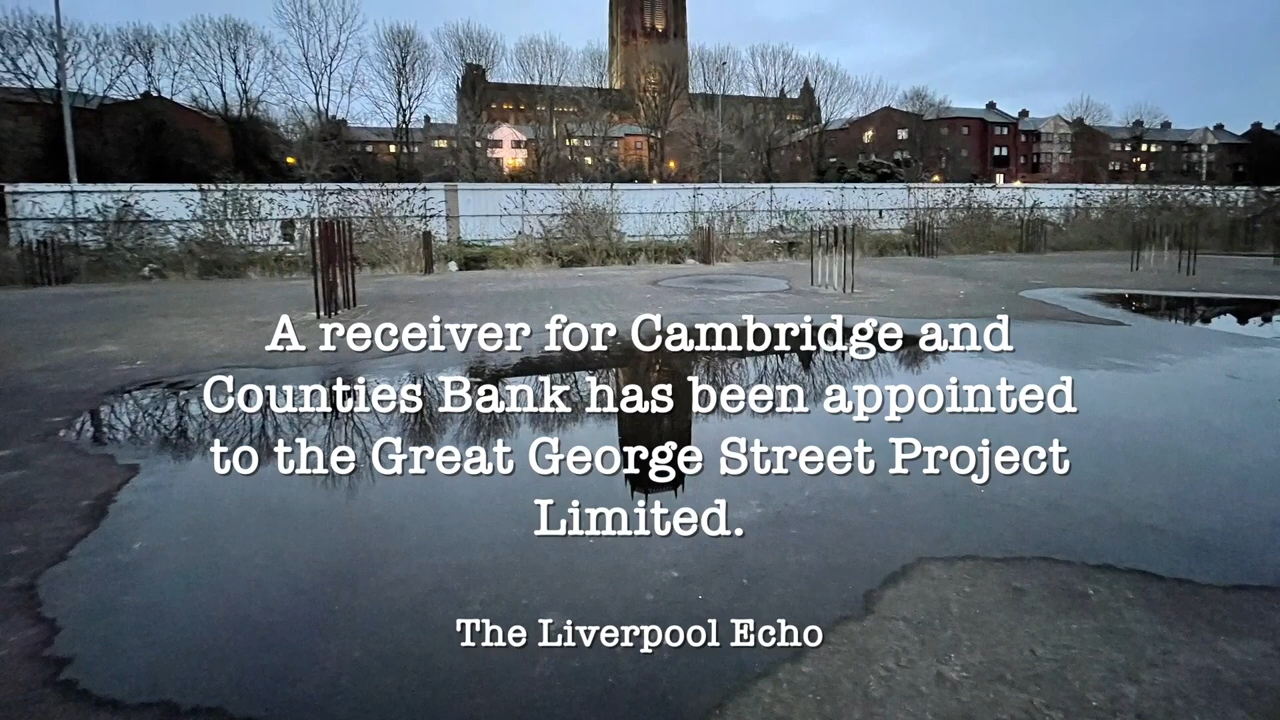 A receiver for Cambridge and
Counties Bank has been appointed
to the Great George Street Project
Limited.
The Liverpool Echo